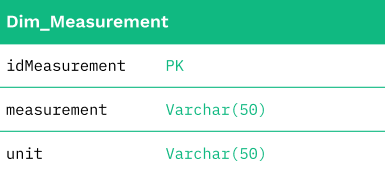 Dim_Measurement
idMeasurement PK
measurement Varchar(50)
unit Varchar(50)